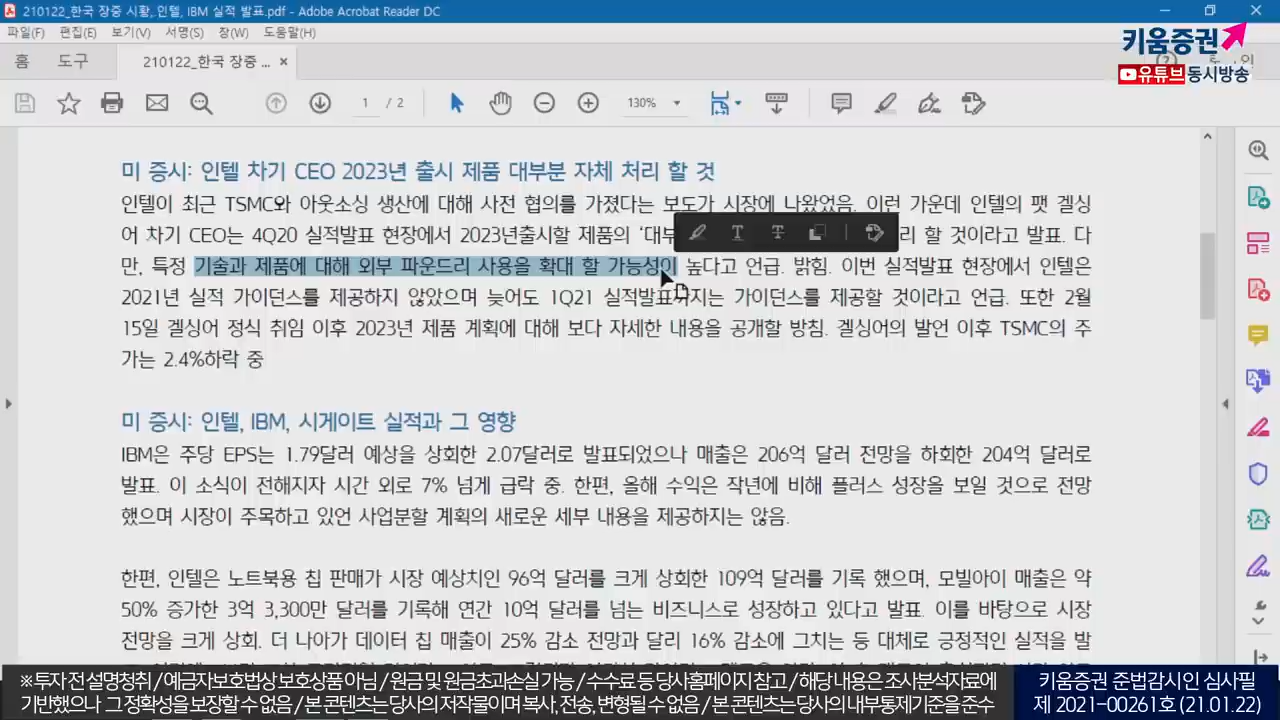 210122_한국 장중 시황, 인텔, IBM 실적 발표.pdf - Adobe Acrobat Reader DC
파일(F) 편집(E) 보기(V) 서명(S) 창(W) 도움말(H)
키움증권
유튜브동시방송
홈 도구 210122_한국 장중 ... ×
1 / 2 130%
미 증시: 인텔 차기 CEO 2023년 출시 제품 대부분 자체 처리 할 것
인텔이 최근 TSMC와 아웃소싱 생산에 대해 사전 협의를 가졌다는 보도가 시장에 나왔었음. 이런 가운데 인텔의 팻 겔싱
어 차기 CEO는 4Q20 실적발표 현장에서 2023년출시할 제품의 ‘대부 리 할 것이라고 발표. 다
만, 특정 기술과 제품에 대해 외부 파운드리 사용을 확대 할 가능성이 높다고 언급. 밝힘. 이번 실적발표 현장에서 인텔은
2021년 실적 가이던스를 제공하지 않았으며 늦어도 1Q21 실적발표까지는 가이던스를 제공할 것이라고 언급. 또한 2월
15일 겔싱어 정식 취임 이후 2023년 제품 계획에 대해 보다 자세한 내용을 공개할 방침. 겔싱어의 발언 이후 TSMC의 주
가는 2.4%하락 중
미 증시: 인텔, IBM, 시게이트 실적과 그 영향
IBM은 주당 EPS는 1.79달러 예상을 상회한 2.07달러로 발표되었으나 매출은 206억 달러 전망을 하회한 204억 달러로
발표. 이 소식이 전해지자 시간 외로 7% 넘게 급락 중. 한편, 올해 수익은 작년에 비해 플러스 성장을 보일 것으로 전망
했으며 시장이 주목하고 있언 사업분할 계획의 새로운 세부 내용을 제공하지는 않음.
한편, 인텔은 노트북용 칩 판매가 시장 예상치인 96억 달러를 크게 상회한 109억 달러를 기록 했으며, 모빌아이 매출은 약
50% 증가한 3억 3,300만 달러를 기록해 연간 10억 달러를 넘는 비즈니스로 성장하고 있다고 발표. 이를 바탕으로 시장
전망을 크게 상회. 더 나아가 데이터 칩 매출이 25% 감소 전망과 달리 16% 감소에 그치는 등 대체로 긍정적인 실적을 발
※투자 전 설명청취 / 예금자보호법상 보호상품 아님 / 원금 및 원금초과손실 가능 / 수수료 등 당사홈페이지 참고 / 해당 내용은 조사분석자료에
기반했으나 그 정확성을 보장할 수 없음 / 본 콘텐츠는 당사의 저작물이며 복사, 전송, 변형될 수 없음 / 본 콘텐츠는 당사의 내부통제기준을 준수
키움증권 준법감시인 심사필
제 2021-00261호 (21.01.22)